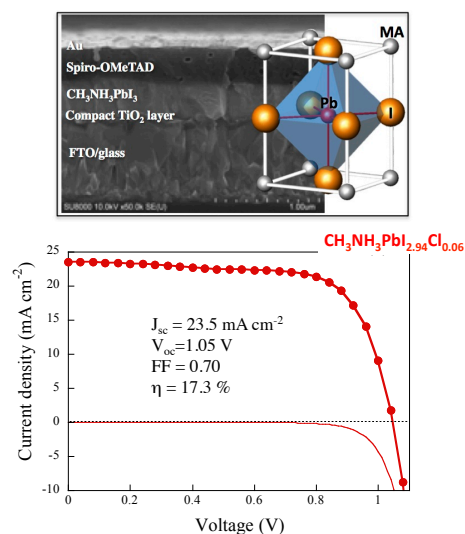 Au
MA
Spiro-OMeTAD
CH₃NH₃PbI₃
Pb
I
Compact TiO₂ layer
FTO/glass
SU8000 10.0kV x50.0k SE(U)
1.00um
CH₃NH₃PbI₂.₉₄Cl₀.₀₆
Current density (mA cm⁻²)
25
20
15
10
5
0
-5
-10
J_sc = 23.5 mA cm⁻²
V_oc=1.05 V
FF = 0.70
η = 17.3 %
0 0.2 0.4 0.6 0.8 1
Voltage (V)